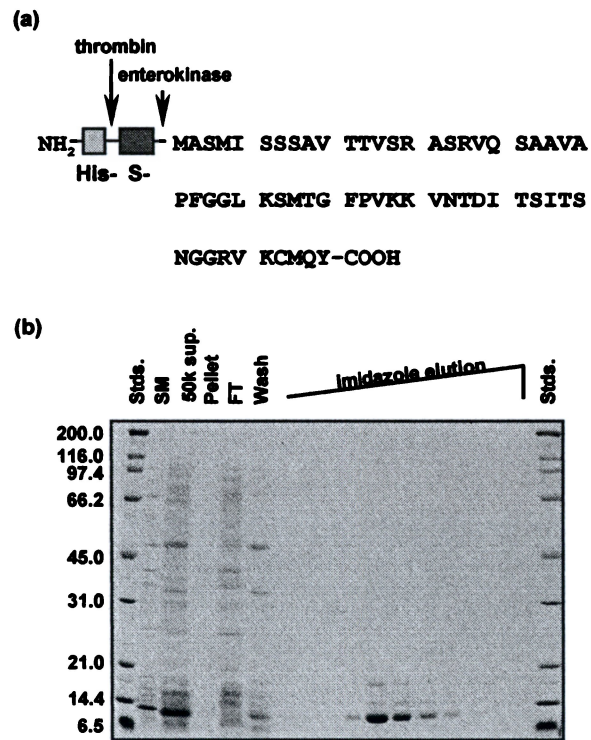 (a)
thrombin
enterokinase
NH2- - MASMI SSSAV TTVSR ASRVQ SAAVA
His- S-
PFGGL KSMTG FPVKK VNTDI TSITS
NGGRV KCMQY-COOH
(b)
Stds.
SM
50k sup.
Pellet
FT
Wash
imidazole elution
Stds.
200.0
116.0
97.4
66.2
45.0
31.0
21.0
14.4
6.5